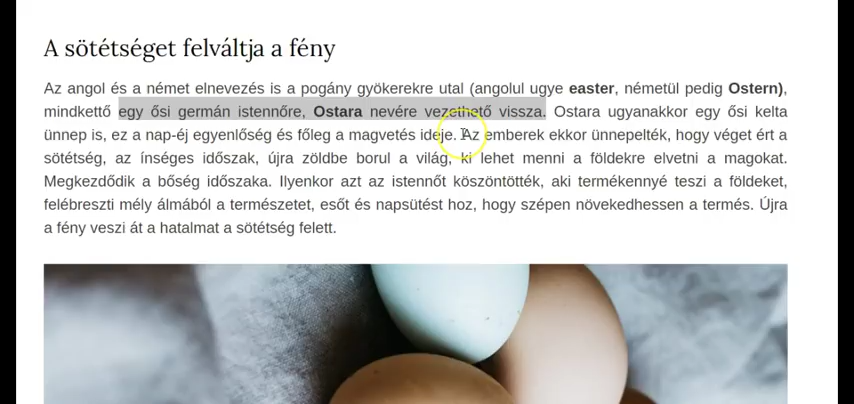 A sötétséget felváltja a fény
Az angol és a német elnevezés is a pogány gyökerekre utal (angolul ugye easter, németül pedig Ostern),
mindkettő egy ősi germán istennőre, Ostara nevére vezethető vissza. Ostara ugyanakkor egy ősi kelta
ünnep is, ez a nap-éj egyenlőség és főleg a magvetés ideje. Az emberek ekkor ünnepelték, hogy véget ért a
sötétség, az ínséges időszak, újra zöldbe borul a világ, ki lehet menni a földekre elvetni a magokat.
Megkezdődik a bőség időszaka. Ilyenkor azt az istennőt köszöntötték, aki termékennyé teszi a földeket,
felébreszti mély álmából a természetet, esőt és napsütést hoz, hogy szépen növekedhessen a termés. Újra
a fény veszi át a hatalmat a sötétség felett.